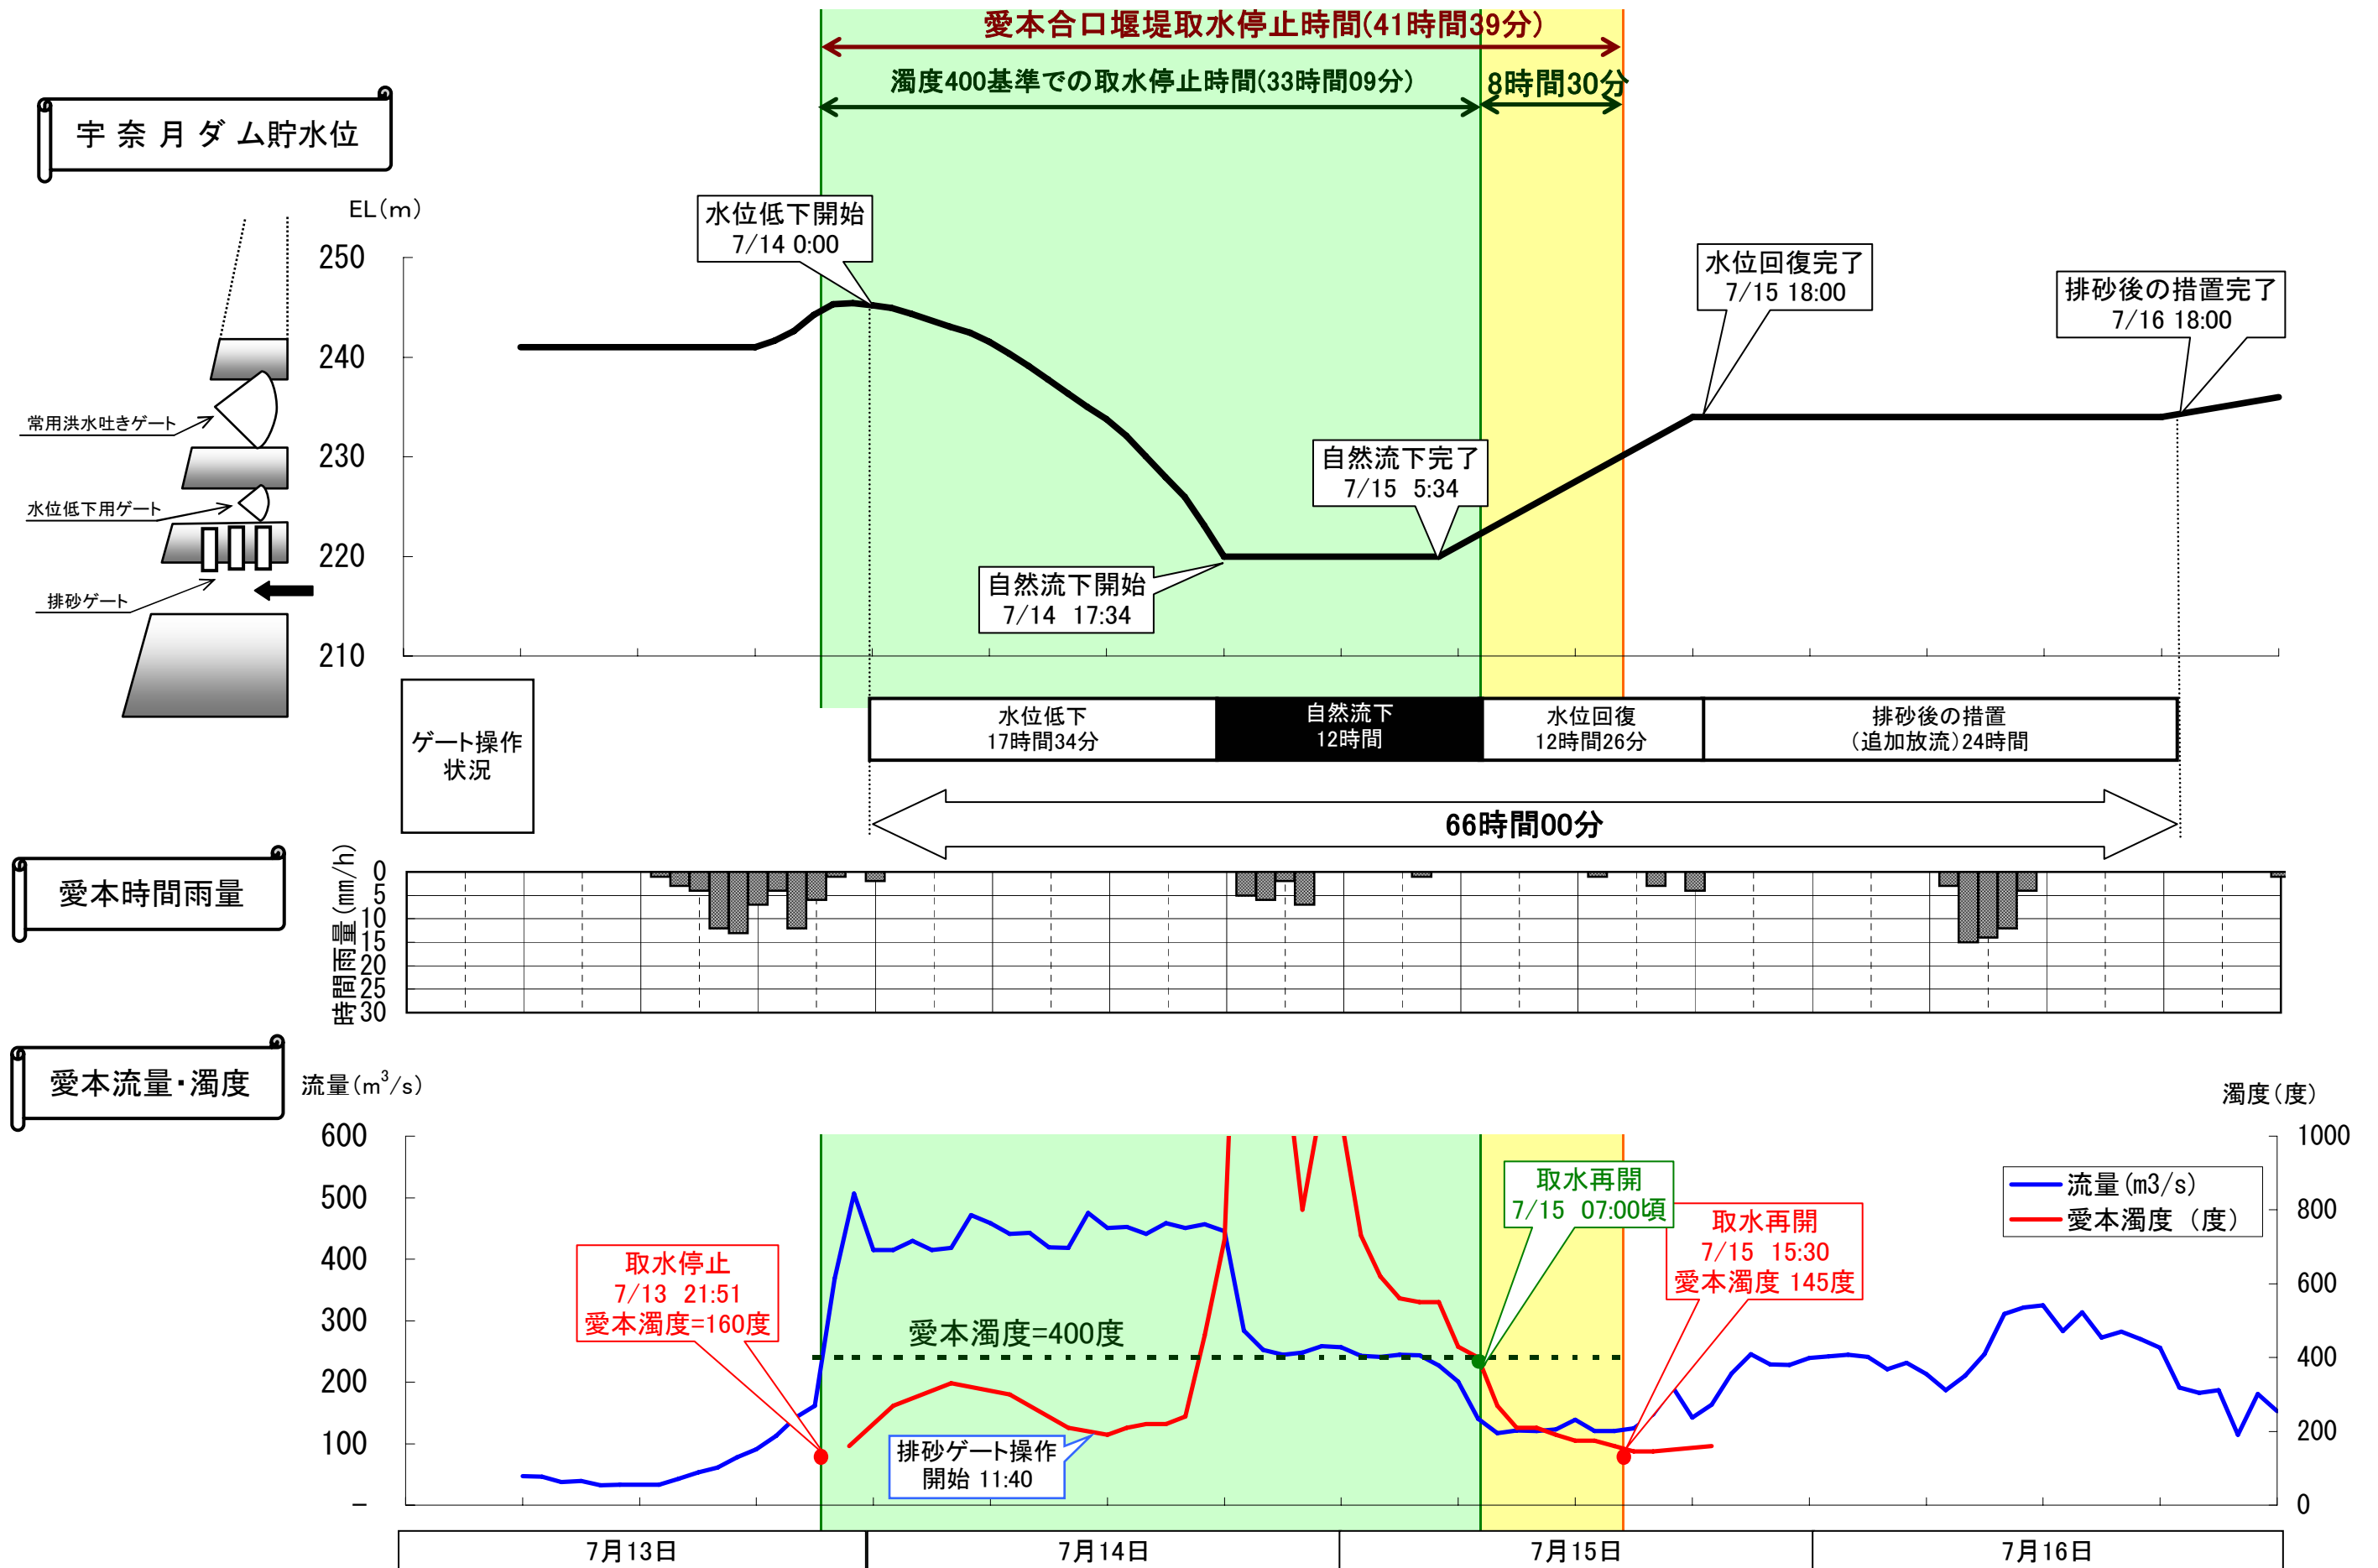 愛本合口堰堤取水停止時間(41時間39分)
濁度400基準での取水停止時間(33時間09分)
8時間30分
宇奈月ダム貯水位
EL(m)
250
240
230
220
210
水位低下開始
7/14 0:00
水位回復完了
7/15 18:00
排砂後の措置完了
7/16 18:00
自然流下完了
7/15 5:34
自然流下開始
7/14 17:34
常用洪水吐きゲート
水位低下用ゲート
排砂ゲート
ゲート操作
状況
水位低下
17時間34分
自然流下
12時間
水位回復
12時間26分
排砂後の措置
(追加放流)24時間
66時間00分
愛本時間雨量
時間雨量(mm/h)
0
5
10
15
20
25
30
愛本流量・濁度
流量(m³/s)
濁度(度)
600
500
400
300
200
100
–
1000
800
600
400
200
0
取水再開
7/15 07:00頃
取水再開
7/15 15:30
愛本濁度 145度
流量(m3/s)
愛本濁度 (度)
取水停止
7/13 21:51
愛本濁度=160度
愛本濁度=400度
排砂ゲート操作
開始 11:40
7月13日
7月14日
7月15日
7月16日